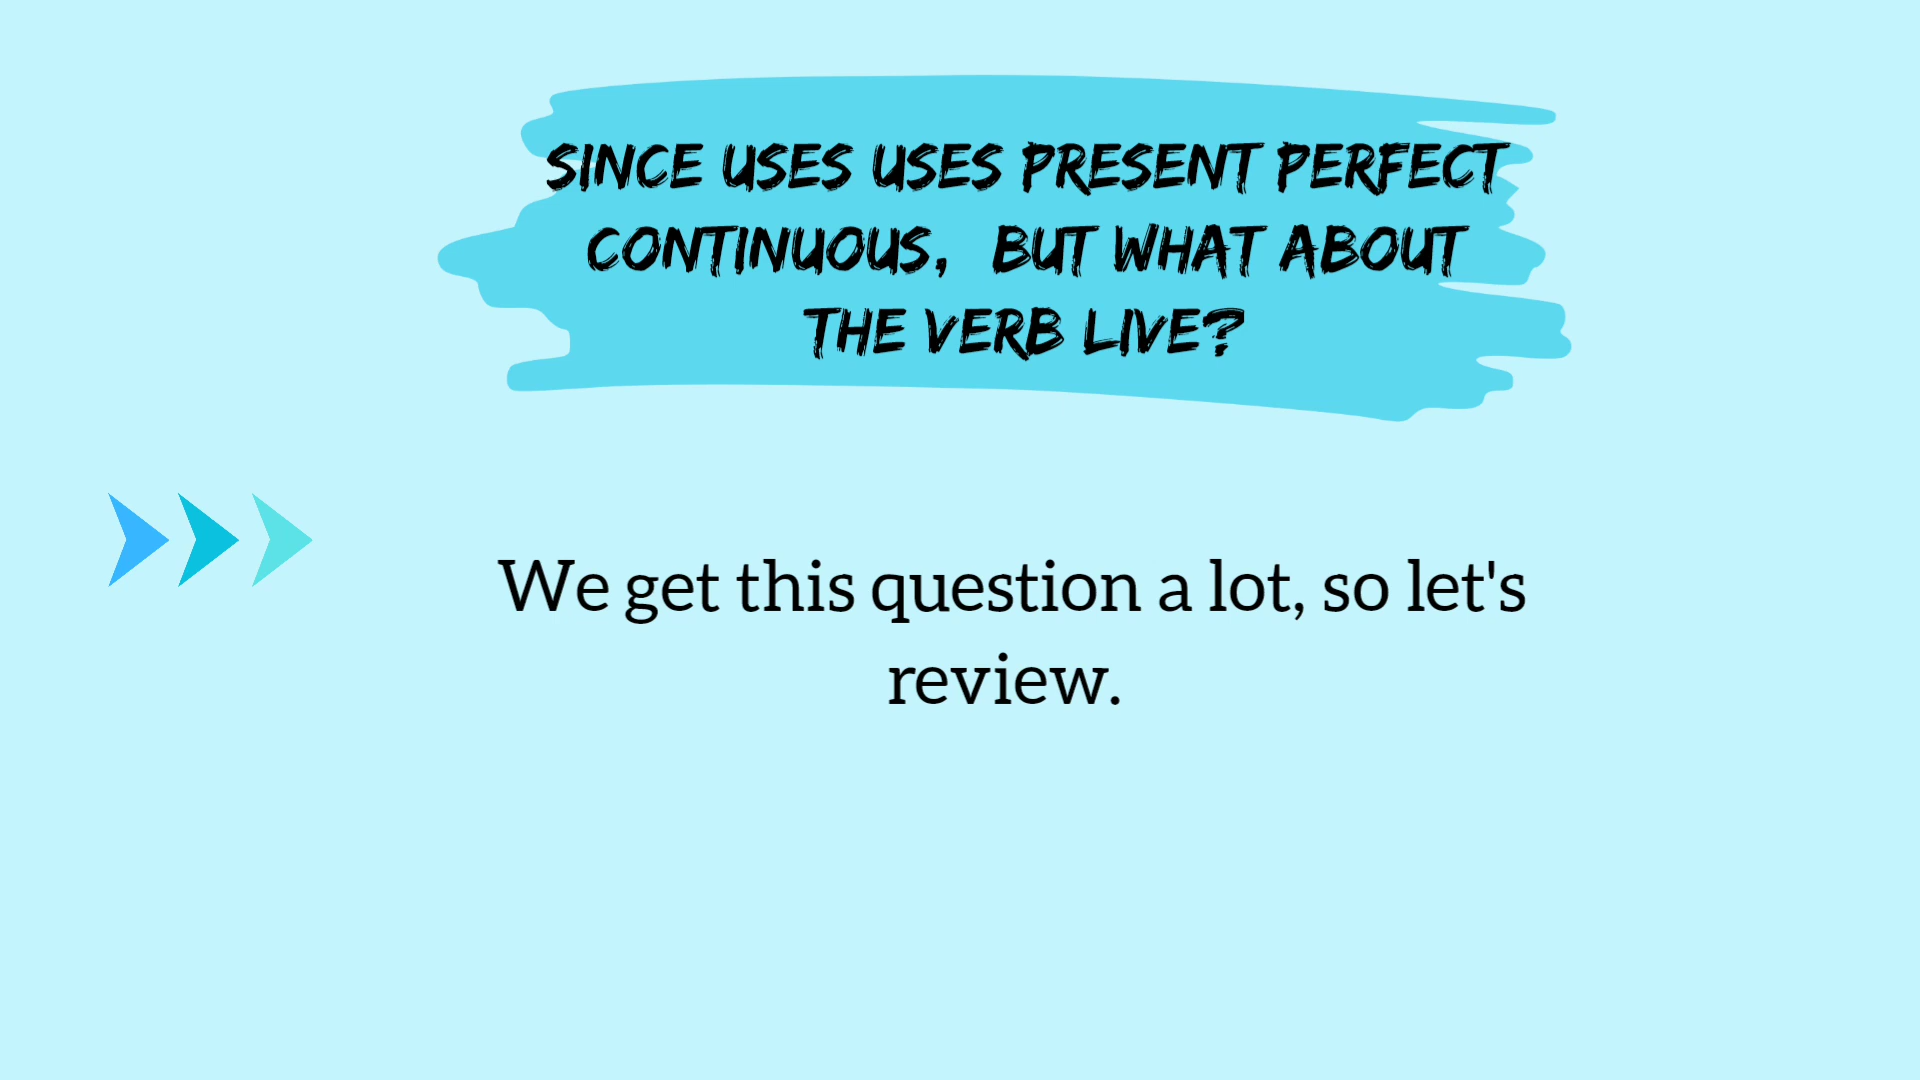 SINCE USES USES PRESENT PERFECT
CONTINUOUS, BUT WHAT ABOUT
THE VERB LIVE?
We get this question a lot, so let's
review.